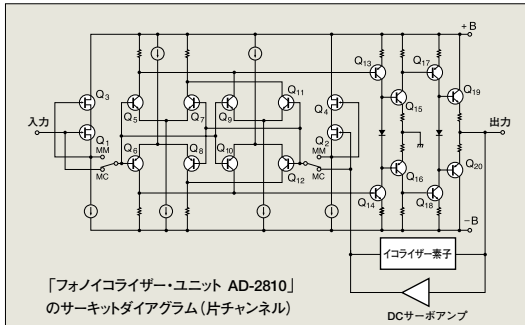 +B
Q13
Q17
Q3
Q11
Q4
Q19
Q5
Q7
Q9
Q15
入力
出力
Q1
MM
Q2
Q6
Q8
Q10
MM
Q16
Q20
MC
Q12
MC
Q14
Q18
−B
イコライザー素子
「フォノイコライザー・ユニット AD-2810」
のサーキットダイアグラム(片チャンネル)
DCサーボアンプ